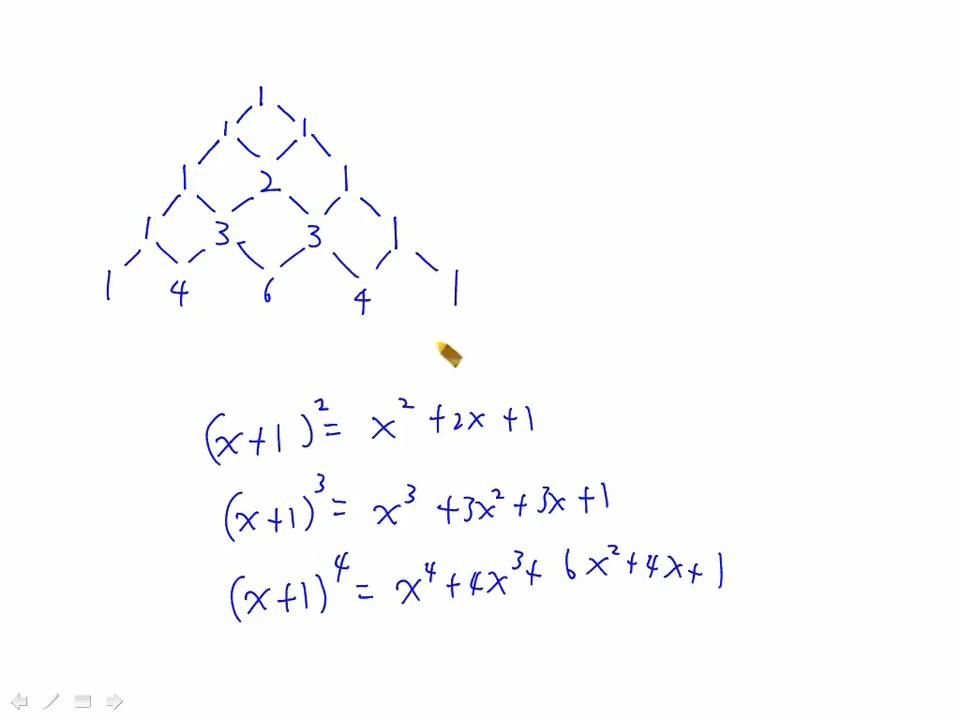 1
1 1
1 2 1
1 3 3 1
1 4 6 4 1
(x+1)² = x² + 2x + 1
(x+1)³ = x³ + 3x² + 3x + 1
(x+1)⁴ = x⁴ + 4x³ + 6x² + 4x + 1